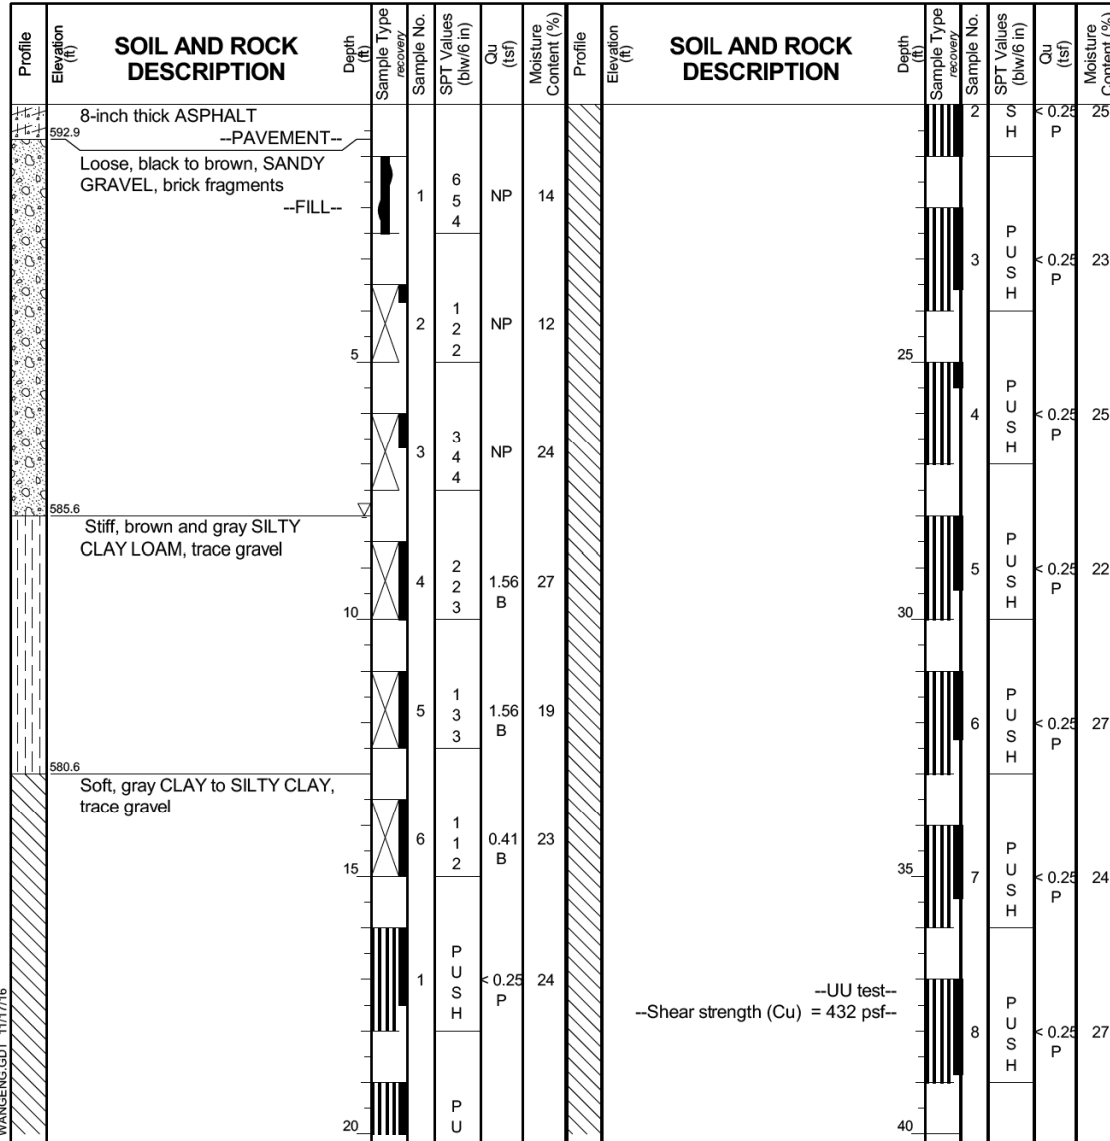 Profile
Elevation (ft)
SOIL AND ROCK
DESCRIPTION
Depth (ft)
Sample Type
recovery
Sample No.
SPT Values
(blw/6 in)
Qu
(tsf)
Moisture
Content (%)
Profile
Elevation (ft)
SOIL AND ROCK
DESCRIPTION
Depth (ft)
Sample Type
recovery
Sample No.
SPT Values
(blw/6 in)
Qu
(tsf)
Moisture
Content (%)
8-inch thick ASPHALT
592.9
--PAVEMENT--
Loose, black to brown, SANDY
GRAVEL, brick fragments
--FILL--
1
6
5
4
NP
14
2
1
2
2
NP
12
5
3
3
4
4
NP
24
585.6
Stiff, brown and gray SILTY
CLAY LOAM, trace gravel
4
2
2
3
1.56
B
27
10
5
1
3
3
1.56
B
19
580.6
Soft, gray CLAY to SILTY CLAY,
trace gravel
6
1
1
2
0.41
B
23
15
1
P
U
S
H
< 0.25
P
24
20
P
U
2
S
H
< 0.25
P
25
3
P
U
S
H
< 0.25
P
23
25
4
P
U
S
H
< 0.25
P
25
5
P
U
S
H
< 0.25
P
22
30
6
P
U
S
H
< 0.25
P
27
35
7
P
U
S
H
< 0.25
P
24
--UU test--
--Shear strength (Cu) = 432 psf--
8
P
U
S
H
< 0.25
P
27
40
WANGENG.GDT 11/17/16